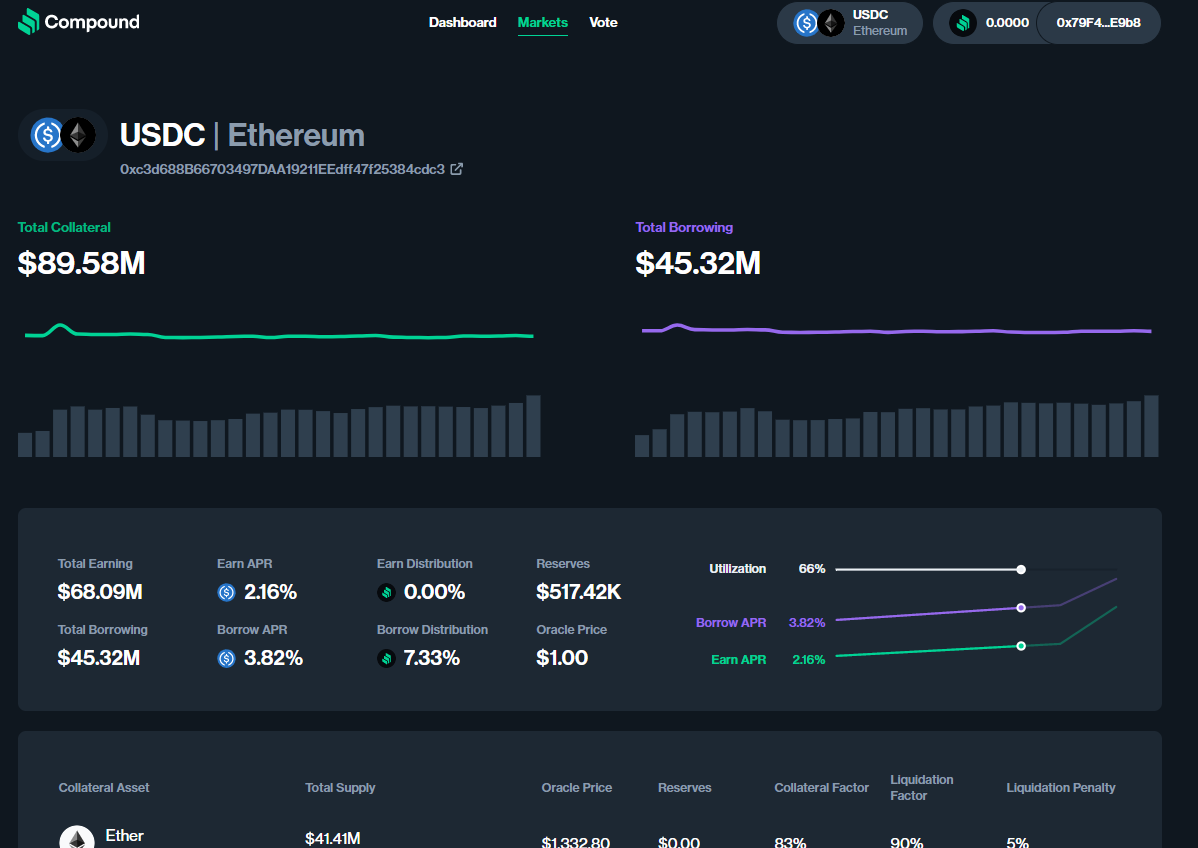 Compound
Dashboard Markets Vote
USDC
Ethereum
0.0000
0x79F4...E9b8
USDC | Ethereum
0xc3d688B66703497DAA19211EEdff47f25384cdc3
Total Collateral
$89.58M
Total Borrowing
$45.32M
Total Earning Earn APR Earn Distribution Reserves
$68.09M 2.16% 0.00% $517.42K
Total Borrowing Borrow APR Borrow Distribution Oracle Price
$45.32M 3.82% 7.33% $1.00
Utilization 66%
Borrow APR 3.82%
Earn APR 2.16%
Collateral Asset Total Supply Oracle Price Reserves Collateral Factor Liquidation Factor Liquidation Penalty
Ether $41.41M $1,332.80 $0.00 83% 90% 5%